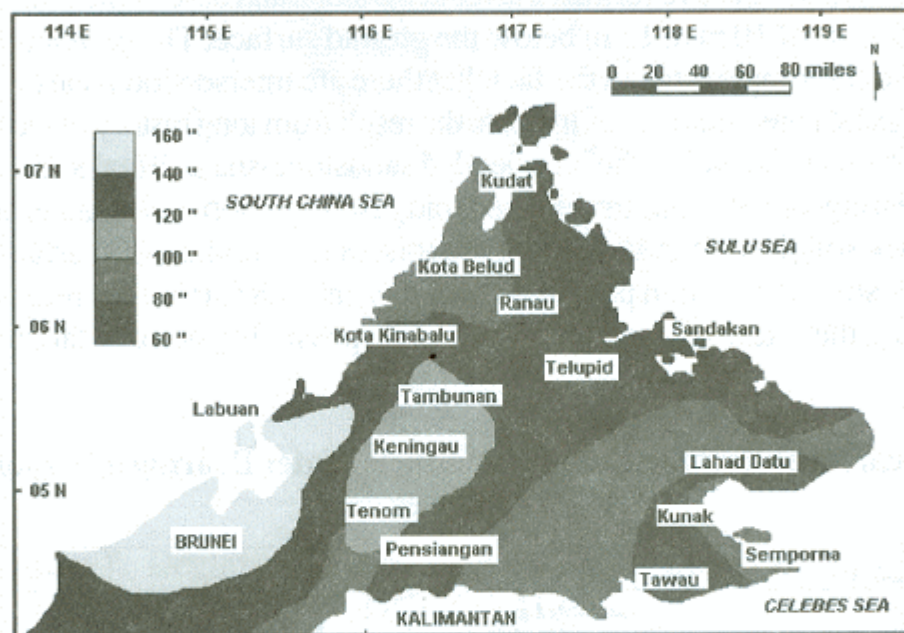 114 E 115 E 116 E 117 E 118 E 119 E
N
0 20 40 60 80 miles
160 "
140 "
120 "
100 "
80 "
60 "
07 N
06 N
05 N
SOUTH CHINA SEA
SULU SEA
Kudat
Kota Belud
Ranau
Kota Kinabalu
Sandakan
Telupid
Tambunan
Labuan
Keningau
Lahad Datu
Tenom
Kunak
BRUNEI
Pensiangan
Semporna
Tawau
CELEBES SEA
KALIMANTAN